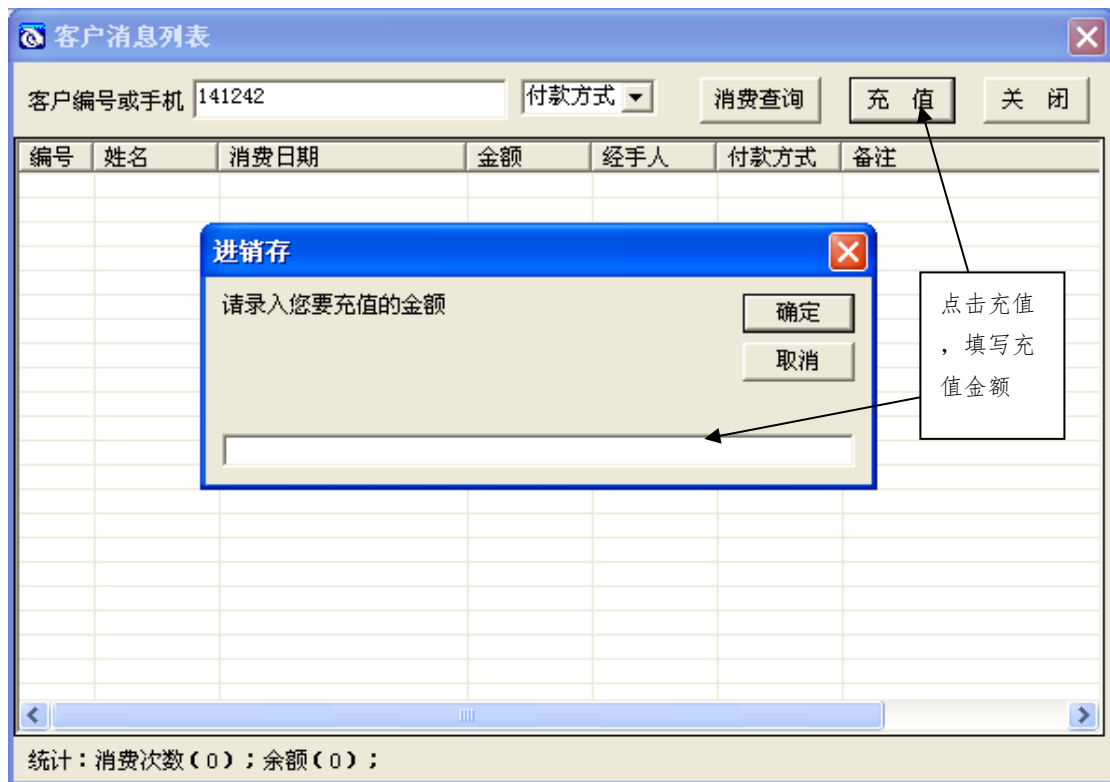 客户消息列表
客户编号或手机 141242 付款方式 消费查询 充 值 关 闭
编号 姓名 消费日期 金额 经手人 付款方式 备注
进销存
请录入您要充值的金额
确定
取消
点击充值
，填写充
值金额
统计：消费次数(0)；余额(0)；